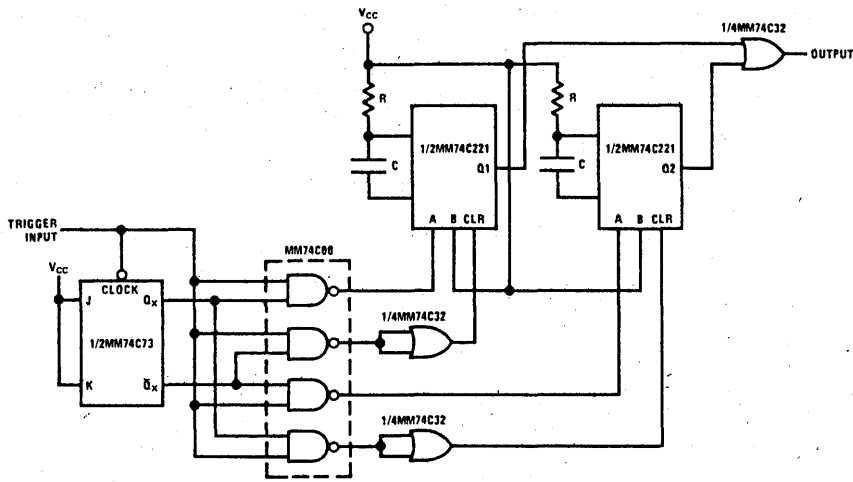 VCC
1/4MM74C32
OUTPUT
R
R
1/2MM74C221
1/2MM74C221
C
Q1
C
Q2
A B CLR
A B CLR
TRIGGER
INPUT
MM74C00
VCC
CLOCK
J
QX
1/4MM74C32
1/2MM74C73
K
Q̅X
1/4MM74C32